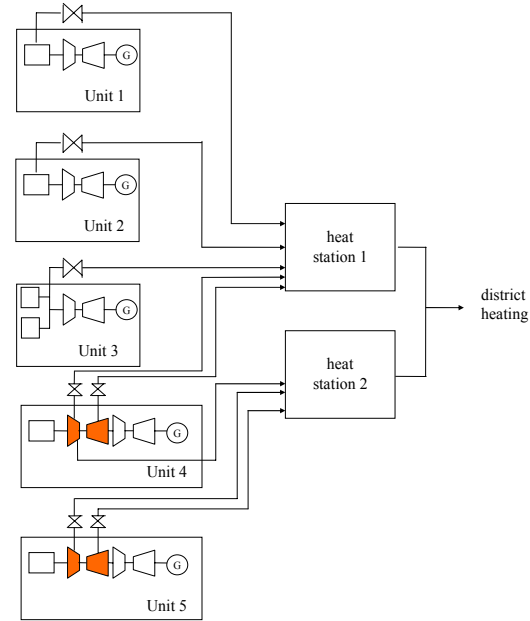 G
Unit 1
G
Unit 2
heat
station 1
G
Unit 3
district
heating
heat
station 2
G
Unit 4
G
Unit 5